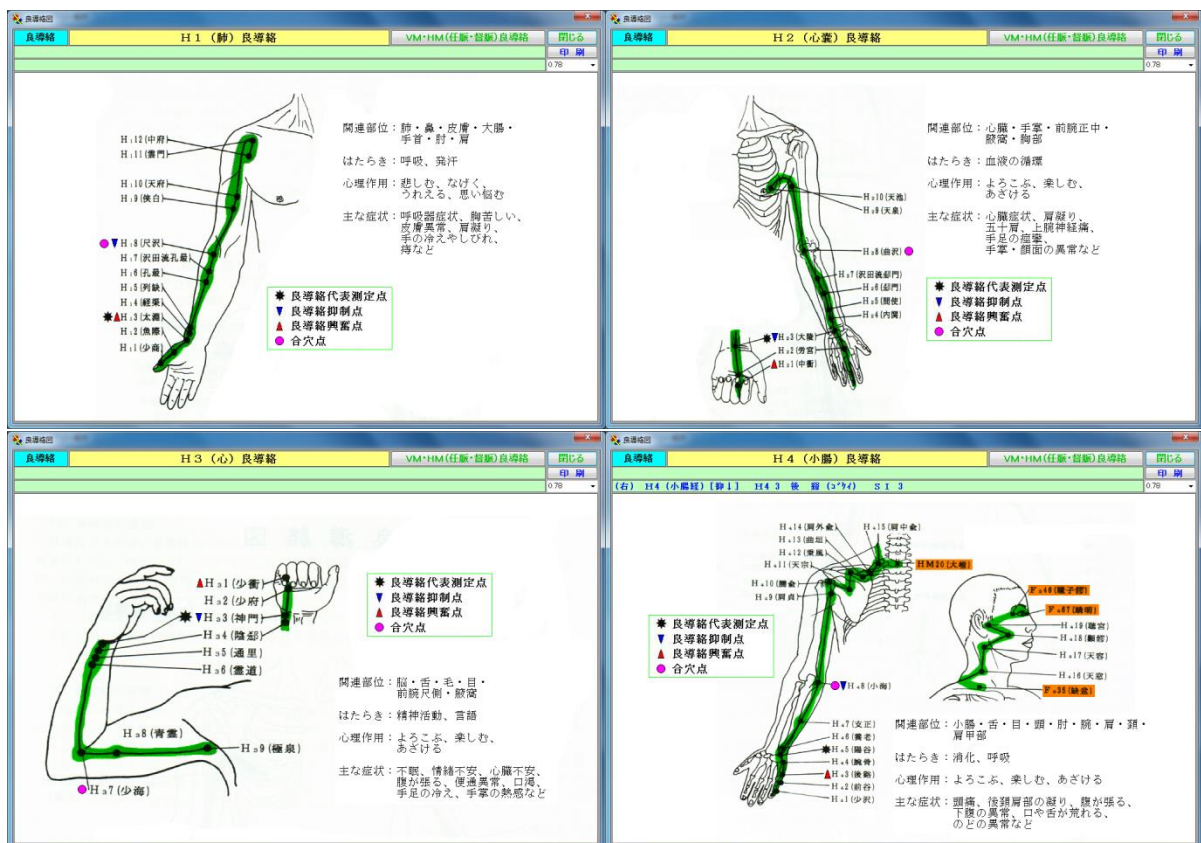 良導絡図
良導絡
H1 (肺) 良導絡
VM・HM(任脈・督脈)良導絡
閉じる
印 刷
0.78
H₁12(中府)
H₁11(雲門)
H₁10(天府)
H₁9(侠白)
H₁8(尺沢)
H₁7(沢田流孔最)
H₁6(孔最)
H₁5(列缺)
H₁4(経渠)
H₁3(太淵)
H₁2(魚際)
H₁1(少商)
関連部位:肺・鼻・皮膚・大腸・
手首・肘・肩
はたらき:呼吸、発汗
心理作用:悲しむ、なげく、
うれえる、思い悩む
主な症状:呼吸器症状、胸苦しい、
皮膚異常、肩凝り、
手の冷えやしびれ、
痔など
良導絡代表測定点
良導絡抑制点
良導絡興奮点
合穴点
良導絡図
良導絡
H2 (心嚢) 良導絡
VM・HM(任脈・督脈)良導絡
閉じる
印 刷
0.78
H₂10(天池)
H₂9(天泉)
H₂8(曲沢)
H₂7(沢田流郄門)
H₂6(郄門)
H₂5(間使)
H₂4(内関)
H₂3(大陵)
H₂2(労宮)
H₂1(中衝)
関連部位:心臓・手掌・前腕正中・
腋窩・胸部
はたらき:血液の循環
心理作用:よろこぶ、楽しむ、
あざける
主な症状:心臓症状、肩凝り、
五十肩、上腕神経痛、
手足の痙攣、
手掌・顔面の異常など
良導絡代表測定点
良導絡抑制点
良導絡興奮点
合穴点
良導絡図
良導絡
H3 (心) 良導絡
VM・HM(任脈・督脈)良導絡
閉じる
印 刷
0.78
H₃1(少衝)
H₃2(少府)
H₃3(神門)
H₃4(陰郄)
H₃5(通里)
H₃6(霊道)
H₃8(青霊)
H₃9(極泉)
H₃7(少海)
良導絡代表測定点
良導絡抑制点
良導絡興奮点
合穴点
関連部位:脳・舌・毛・目・
前腕尺側・腋窩
はたらき:精神活動、言語
心理作用:よろこぶ、楽しむ、
あざける
主な症状:不眠、情緒不安、心臓不安、
腹が張る、便通異常、口渇、
手足の冷え、手掌の熱感など
良導絡図
良導絡
H4 (小腸) 良導絡
VM・HM(任脈・督脈)良導絡
閉じる
印 刷
0.78
(右) H4 (小腸経) [抑↓] H4 3 後 谿 (ゴケイ) SI 3
H₄14(肩外兪)
H₄15(肩中兪)
H₄13(曲垣)
H₄12(秉風)
H₄11(天宗)
HM20(大椎)
H₄10(臑兪)
H₄9(肩貞)
良導絡代表測定点
良導絡抑制点
良導絡興奮点
合穴点
H₄8(小海)
H₄7(支正)
H₄6(養老)
H₄5(陽谷)
H₄4(腕骨)
H₄3(後谿)
H₄2(前谷)
H₄1(少沢)
H₄19(聴宮)
H₄18(顴髎)
H₄17(天容)
H₄16(天窓)
関連部位:小腸・舌・目・頭・肘・腕・肩・頚・
肩甲部
はたらき:消化、呼吸
心理作用:よろこぶ、楽しむ、あざける
主な症状:頭痛、後頚肩部の凝り、腹が張る、
下腹の異常、口や舌が荒れる、
のどの異常など